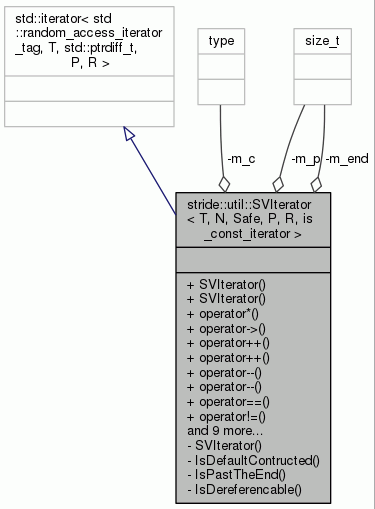 std::iterator< std
::random_access_iterator
_tag, T, std::ptrdiff_t,
P, R >
type
size_t
-m_c
-m_p
-m_end
stride::util::SVIterator
< T, N, Safe, P, R, is
_const_iterator >
+ SVIterator()
+ SVIterator()
+ operator*()
+ operator->()
+ operator++()
+ operator++()
+ operator--()
+ operator--()
+ operator==()
+ operator!=()
and 9 more...
- SVIterator()
- IsDefaultContructed()
- IsPastTheEnd()
- IsDereferencable()